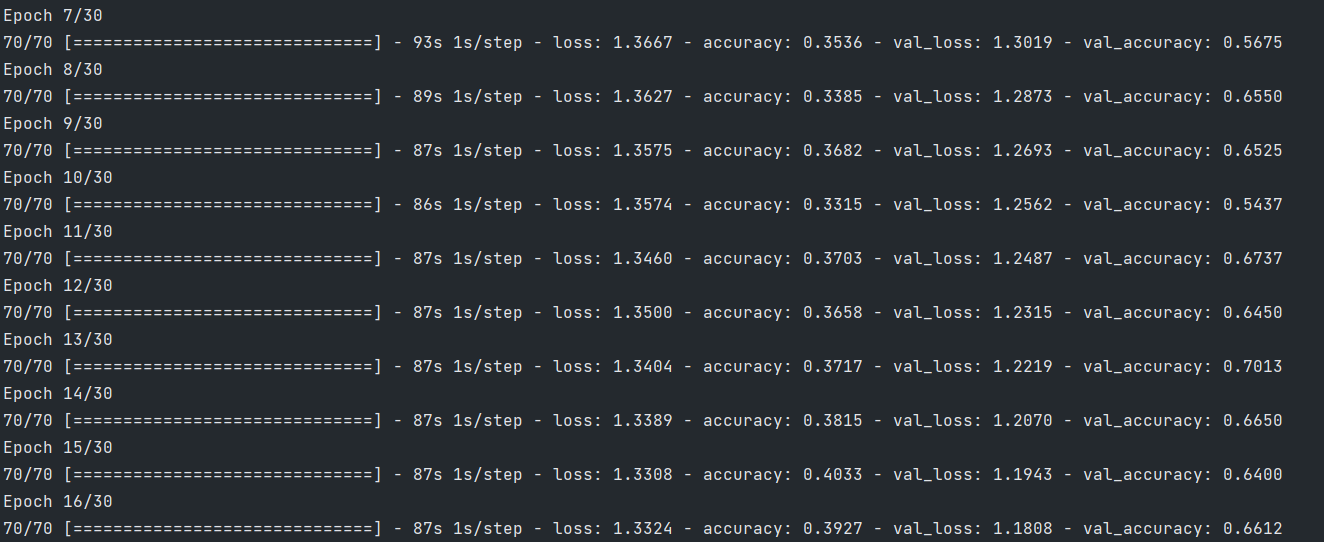 Epoch 7/30
70/70 [==============================] - 93s 1s/step - loss: 1.3667 - accuracy: 0.3536 - val_loss: 1.3019 - val_accuracy: 0.5675
Epoch 8/30
70/70 [==============================] - 89s 1s/step - loss: 1.3627 - accuracy: 0.3385 - val_loss: 1.2873 - val_accuracy: 0.6550
Epoch 9/30
70/70 [==============================] - 87s 1s/step - loss: 1.3575 - accuracy: 0.3682 - val_loss: 1.2693 - val_accuracy: 0.6525
Epoch 10/30
70/70 [==============================] - 86s 1s/step - loss: 1.3574 - accuracy: 0.3315 - val_loss: 1.2562 - val_accuracy: 0.5437
Epoch 11/30
70/70 [==============================] - 87s 1s/step - loss: 1.3460 - accuracy: 0.3703 - val_loss: 1.2487 - val_accuracy: 0.6737
Epoch 12/30
70/70 [==============================] - 87s 1s/step - loss: 1.3500 - accuracy: 0.3658 - val_loss: 1.2315 - val_accuracy: 0.6450
Epoch 13/30
70/70 [==============================] - 87s 1s/step - loss: 1.3404 - accuracy: 0.3717 - val_loss: 1.2219 - val_accuracy: 0.7013
Epoch 14/30
70/70 [==============================] - 87s 1s/step - loss: 1.3389 - accuracy: 0.3815 - val_loss: 1.2070 - val_accuracy: 0.6650
Epoch 15/30
70/70 [==============================] - 87s 1s/step - loss: 1.3308 - accuracy: 0.4033 - val_loss: 1.1943 - val_accuracy: 0.6400
Epoch 16/30
70/70 [==============================] - 87s 1s/step - loss: 1.3324 - accuracy: 0.3927 - val_loss: 1.1808 - val_accuracy: 0.6612